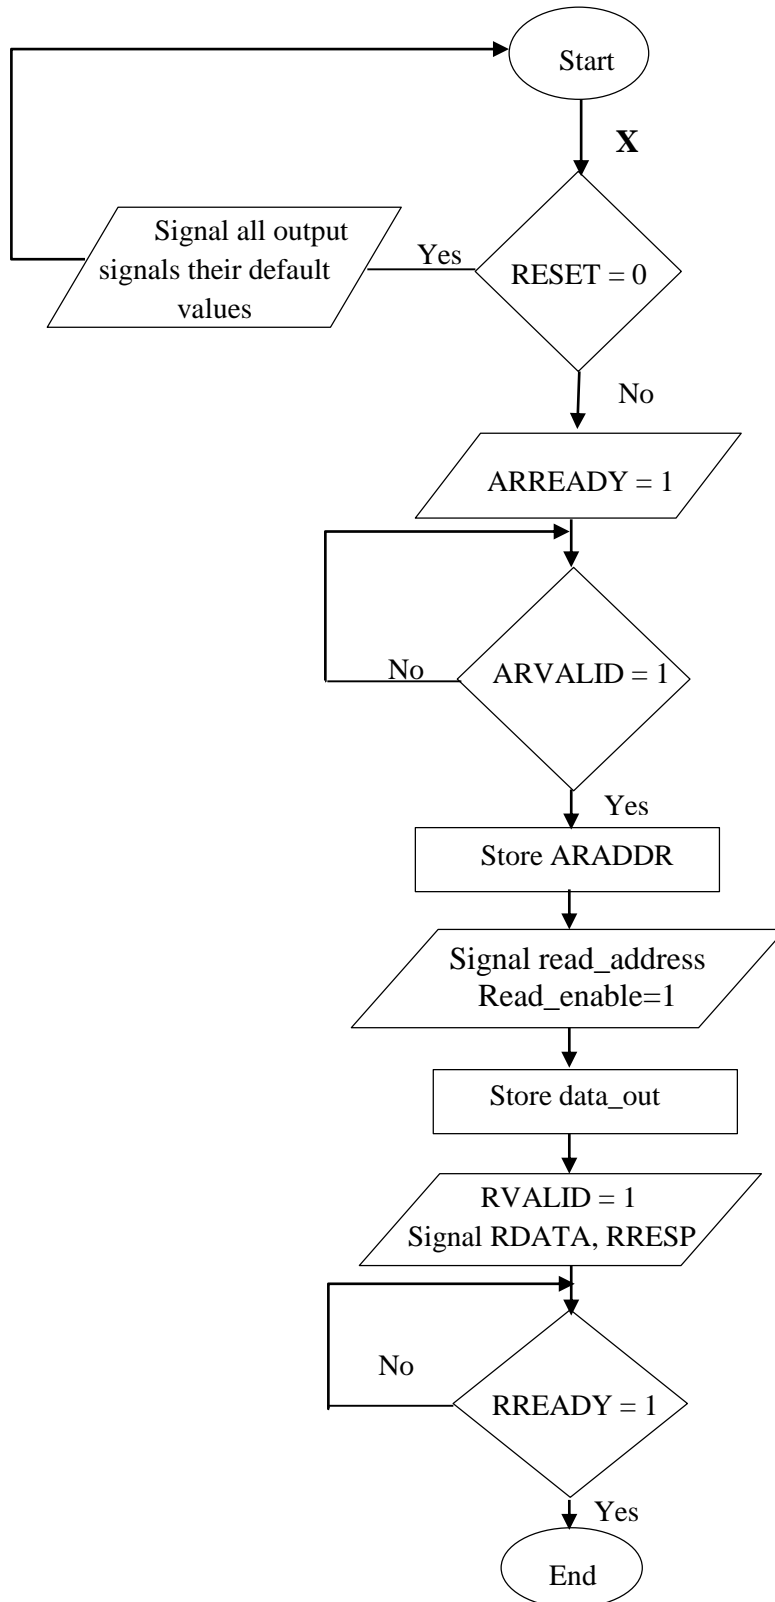 Start
X
Signal all output
signals their default
values
Yes
RESET = 0
No
ARREADY = 1
No
ARVALID = 1
Yes
Store ARADDR
Signal read_address
Read_enable=1
Store data_out
RVALID = 1
Signal RDATA, RRESP
No
RREADY = 1
Yes
End